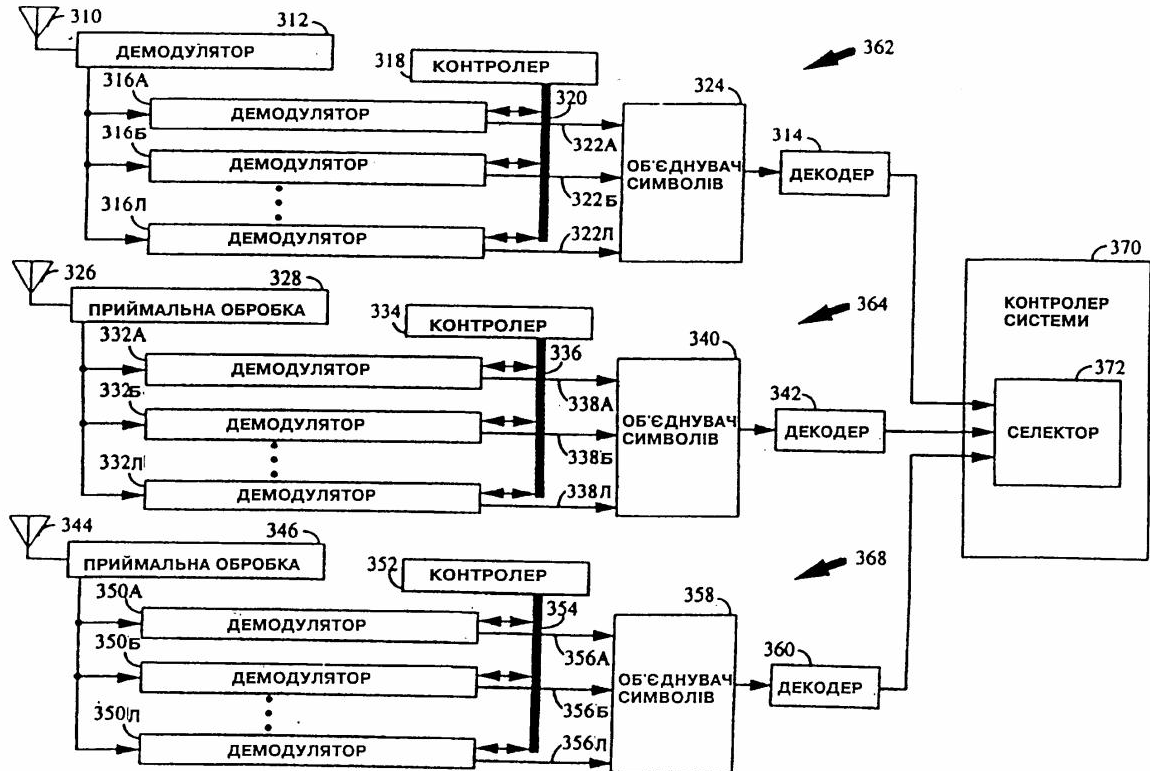 310
312
ДЕМОДУЛЯТОР
318
КОНТРОЛЕР
362
316А
ДЕМОДУЛЯТОР
320
322А
324
316Б
ДЕМОДУЛЯТОР
322Б
ОБ'ЄДНУВАЧ
СИМВОЛІВ
314
ДЕКОДЕР
316Л
ДЕМОДУЛЯТОР
322Л
326
328
ПРИЙМАЛЬНА ОБРОБКА
334
КОНТРОЛЕР
364
370
КОНТРОЛЕР
СИСТЕМИ
332А
ДЕМОДУЛЯТОР
336
338А
340
332Б
ДЕМОДУЛЯТОР
338Б
ОБ'ЄДНУВАЧ
СИМВОЛІВ
342
ДЕКОДЕР
372
СЕЛЕКТОР
332Л
ДЕМОДУЛЯТОР
338Л
344
346
ПРИЙМАЛЬНА ОБРОБКА
352
КОНТРОЛЕР
368
350А
ДЕМОДУЛЯТОР
354
356А
358
350Б
ДЕМОДУЛЯТОР
356Б
ОБ'ЄДНУВАЧ
СИМВОЛІВ
360
ДЕКОДЕР
350Л
ДЕМОДУЛЯТОР
356Л